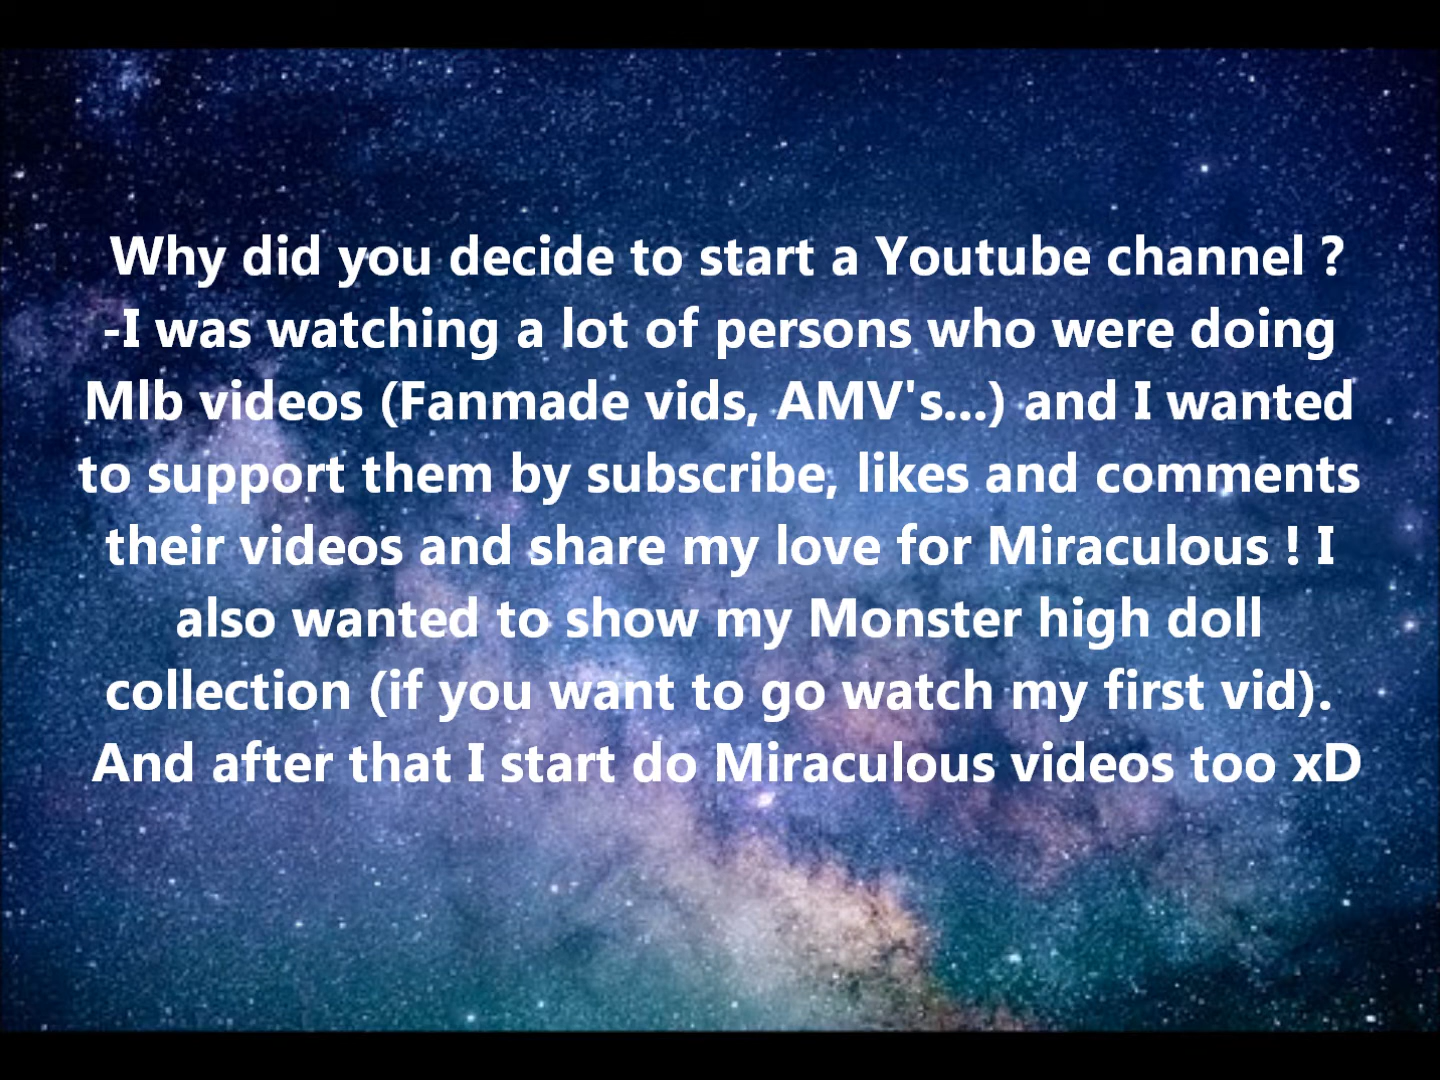 Why did you decide to start a Youtube channel ?
-I was watching a lot of persons who were doing
Mlb videos (Fanmade vids, AMV's...) and I wanted
to support them by subscribe, likes and comments
their videos and share my love for Miraculous ! I
also wanted to show my Monster high doll
collection (if you want to go watch my first vid).
And after that I start do Miraculous videos too xD